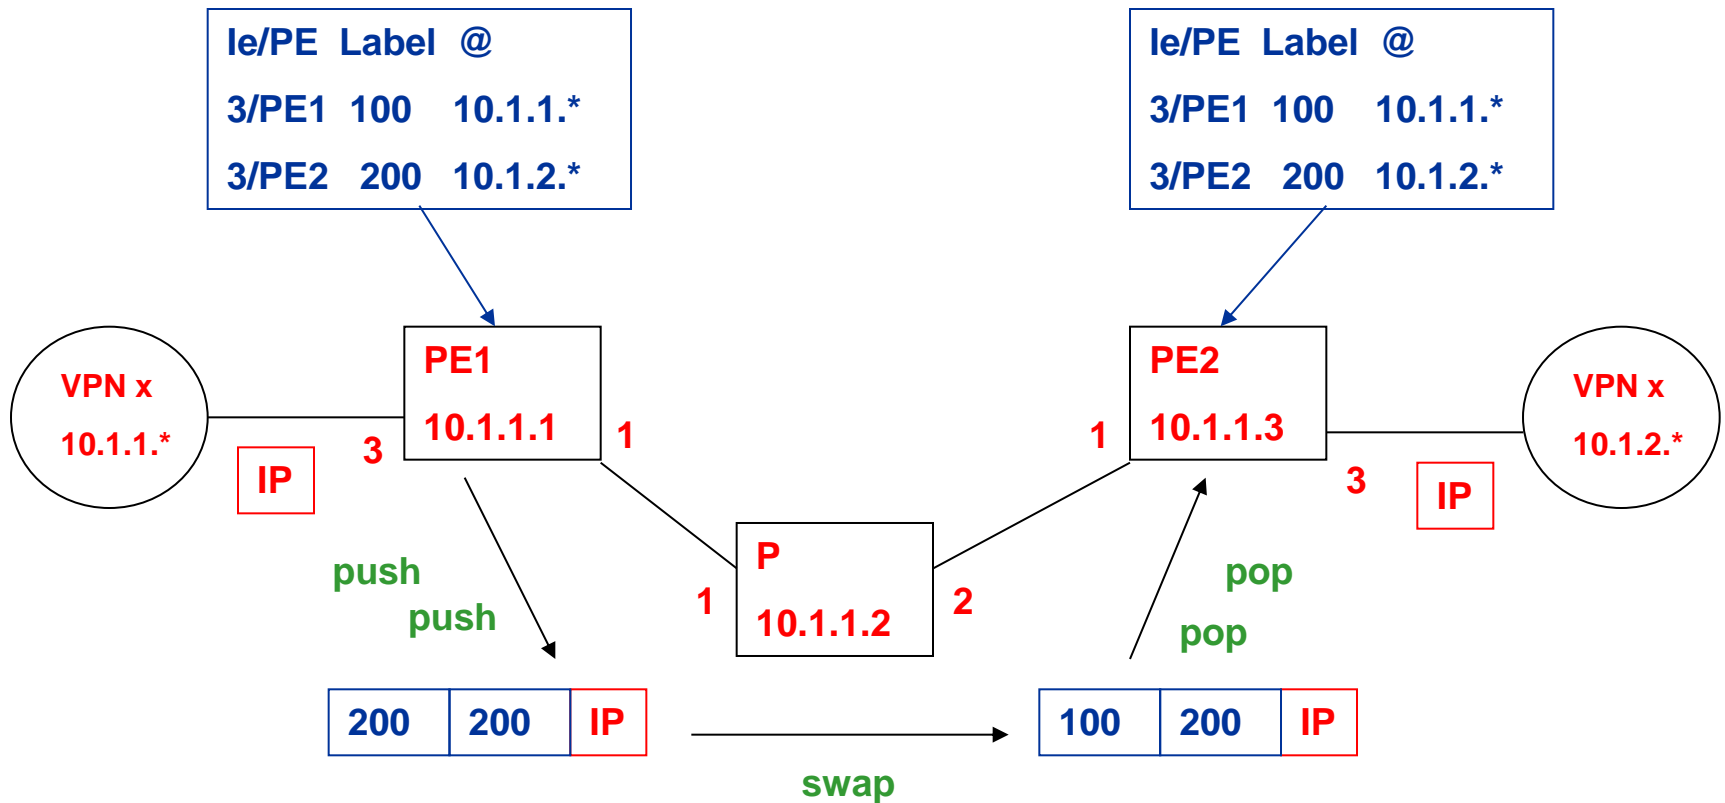 Ie/PE Label @
3/PE1 100 10.1.1.*
3/PE2 200 10.1.2.*
Ie/PE Label @
3/PE1 100 10.1.1.*
3/PE2 200 10.1.2.*
VPN x
10.1.1.*
IP
3
PE1
10.1.1.1
1
1
PE2
10.1.1.3
3
IP
VPN x
10.1.2.*
push
push
1
P
10.1.1.2
2
pop
pop
200 200 IP
swap
100 200 IP